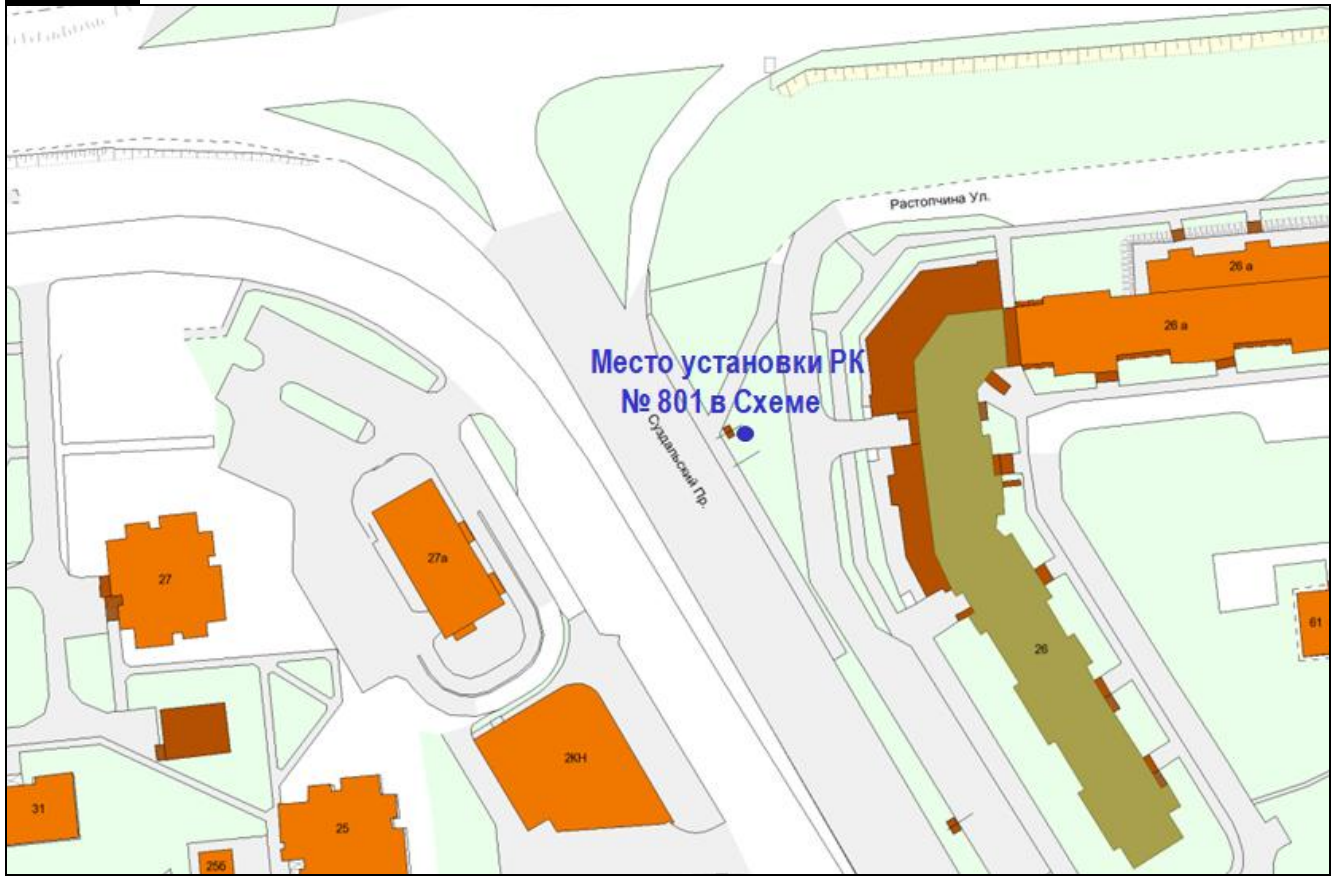 Растопчина Ул.
26 а
26 а
Место установки РК
№ 801 в Схеме
Суздальский Пр.
27а
27
61
26
2КН
31
25
25б